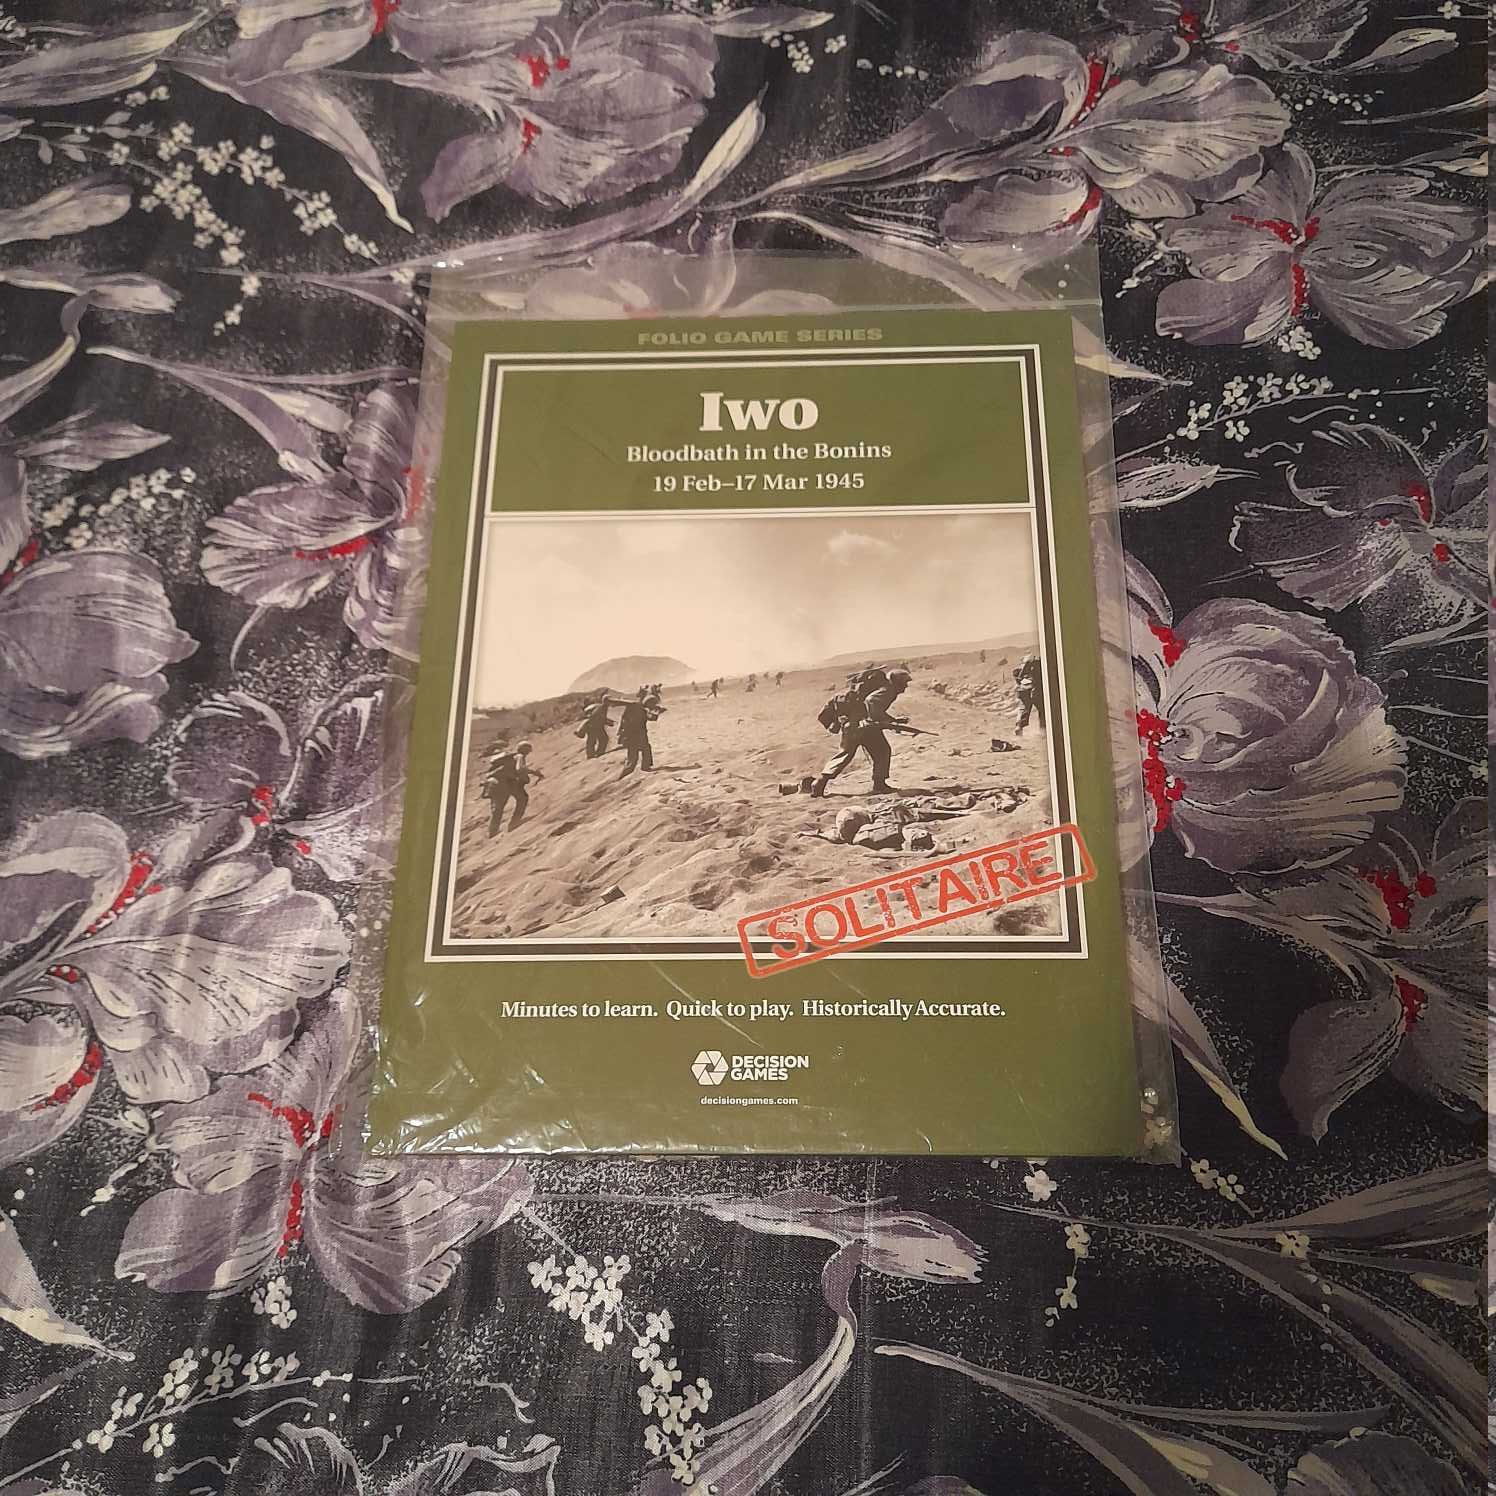 FOLIO GAME SERIES
Iwo
Bloodbath in the Bonins
19 Feb–17 Mar 1945
SOLITAIRE
Minutes to learn. Quick to play. Historically Accurate.
DECISION
GAMES
decisiongames.com